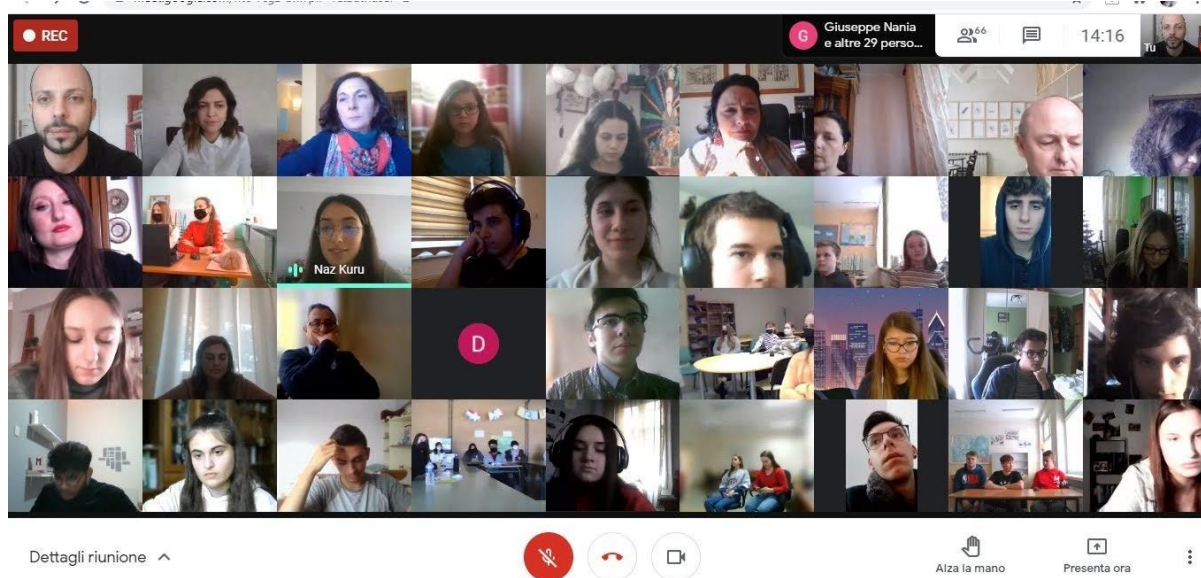 REC
G
Giuseppe Nania
e altre 29 perso...
66
14:16
Tu
Naz Kuru
D
Dettagli riunione
Alza la mano
Presenta ora